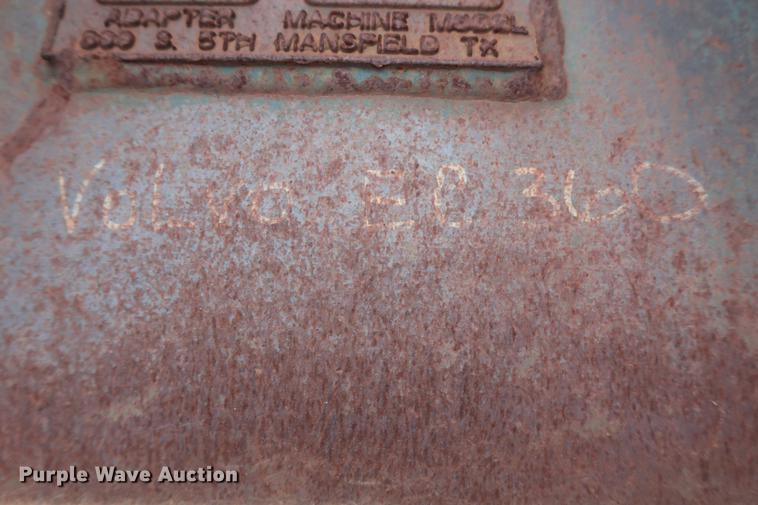 ADAPTER MACHINE MODEL
600 S. 5TH MANSFIELD TX
Volvo EC 360
Purple Wave Auction